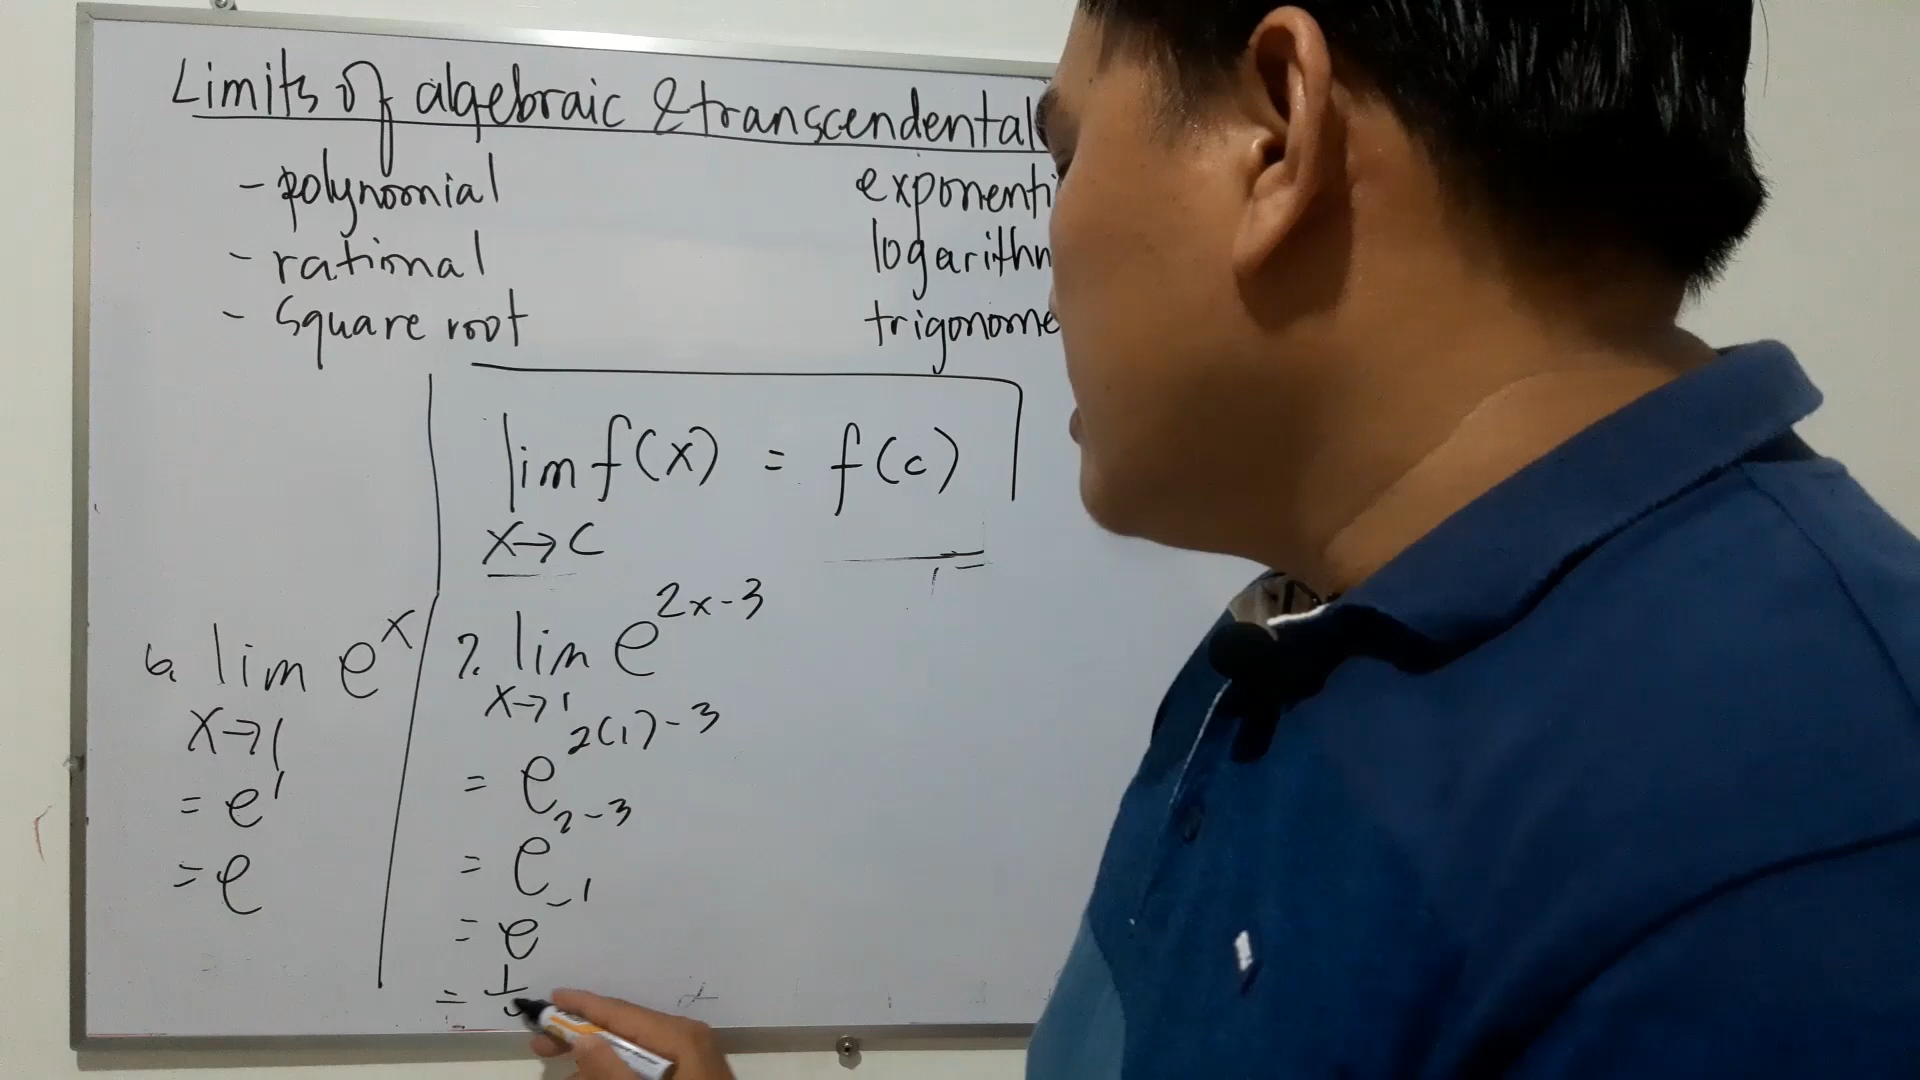 Limits of algebraic & transcendental
- polynomial
- rational
- square root
exponenti
logarithm
trigonome
lim f(x) = f(c)
x→c
6. lim e^x
x→1
= e^1
= e
7. lim e^2x-3
x→1
= e^2(1)-3
= e^2-3
= e^-1
= 1